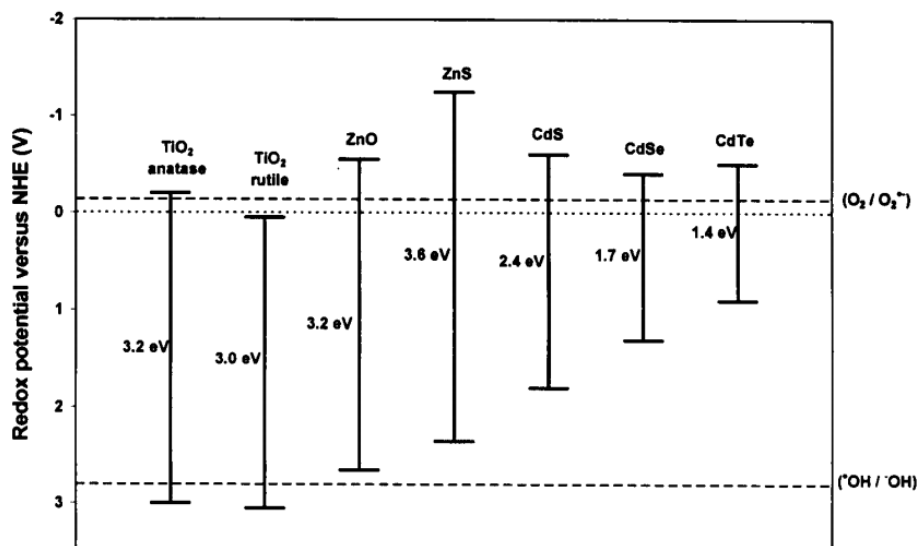 Redox potential versus NHE (V)
-2
-1
0
1
2
3
TiO₂
anatase
TiO₂
rutile
ZnO
ZnS
CdS
CdSe
CdTe
3.2 eV
3.0 eV
3.2 eV
3.6 eV
2.4 eV
1.7 eV
1.4 eV
(O₂ / O₂•⁻)
(•OH / ⁻OH)